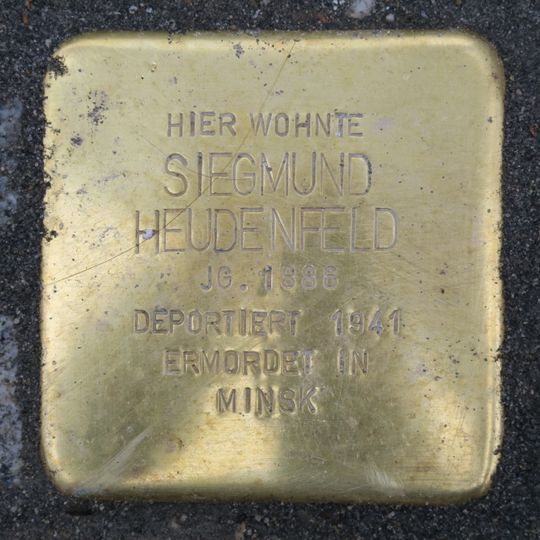 HIER WOHNTE
SIEGMUND
HEUDENFELD
JG. 1886
DEPORTIERT 1941
ERMORDET IN
MINSK